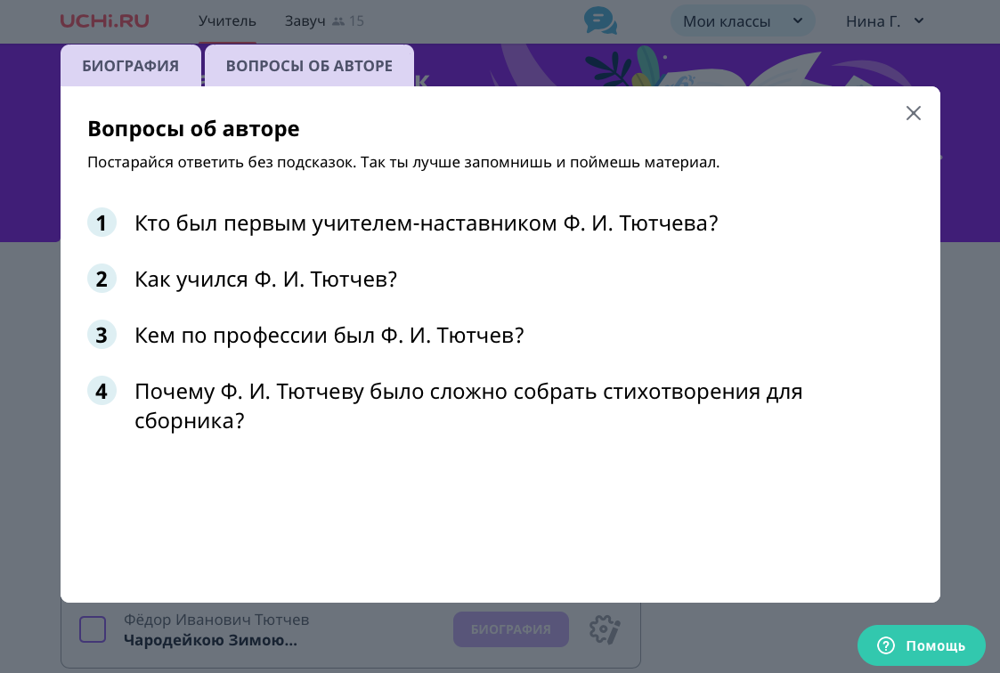 UCHi.RU Учитель Завуч 15 Мои классы Нина Г.
БИОГРАФИЯ ВОПРОСЫ ОБ АВТОРЕ
Вопросы об авторе
Постарайся ответить без подсказок. Так ты лучше запомнишь и поймешь материал.
1 Кто был первым учителем-наставником Ф. И. Тютчева?
2 Как учился Ф. И. Тютчев?
3 Кем по профессии был Ф. И. Тютчев?
4 Почему Ф. И. Тютчеву было сложно собрать стихотворения для
сборника?
Фёдор Иванович Тютчев
Чародейкою Зимою...
БИОГРАФИЯ
Помощь